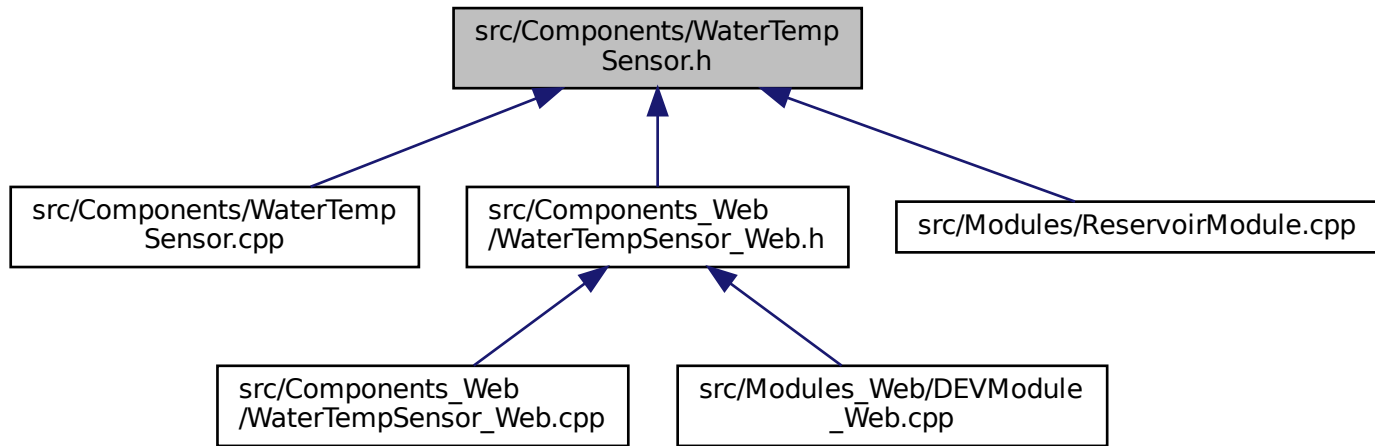 src/Components/WaterTemp
Sensor.h
src/Components/WaterTemp
Sensor.cpp
src/Components_Web
/WaterTempSensor_Web.h
src/Modules/ReservoirModule.cpp
src/Components_Web
/WaterTempSensor_Web.cpp
src/Modules_Web/DEVModule
_Web.cpp